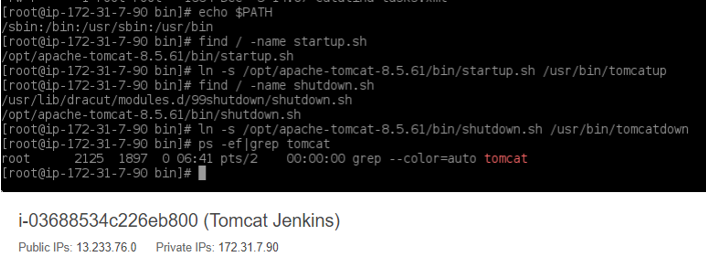 [root@ip-172-31-7-90 bin]# echo $PATH
/sbin:/bin:/usr/sbin:/usr/bin
[root@ip-172-31-7-90 bin]# find / -name startup.sh
/opt/apache-tomcat-8.5.61/bin/startup.sh
[root@ip-172-31-7-90 bin]# ln -s /opt/apache-tomcat-8.5.61/bin/startup.sh /usr/bin/tomcatup
[root@ip-172-31-7-90 bin]# find / -name shutdown.sh
/usr/lib/dracut/modules.d/99shutdown/shutdown.sh
/opt/apache-tomcat-8.5.61/bin/shutdown.sh
[root@ip-172-31-7-90 bin]# ln -s /opt/apache-tomcat-8.5.61/bin/shutdown.sh /usr/bin/tomcatdown
[root@ip-172-31-7-90 bin]# ps -ef|grep tomcat
root      2125  1897  0 06:41 pts/2    00:00:00 grep --color=auto tomcat
[root@ip-172-31-7-90 bin]#
i-03688534c226eb800 (Tomcat Jenkins)
Public IPs: 13.233.76.0 Private IPs: 172.31.7.90